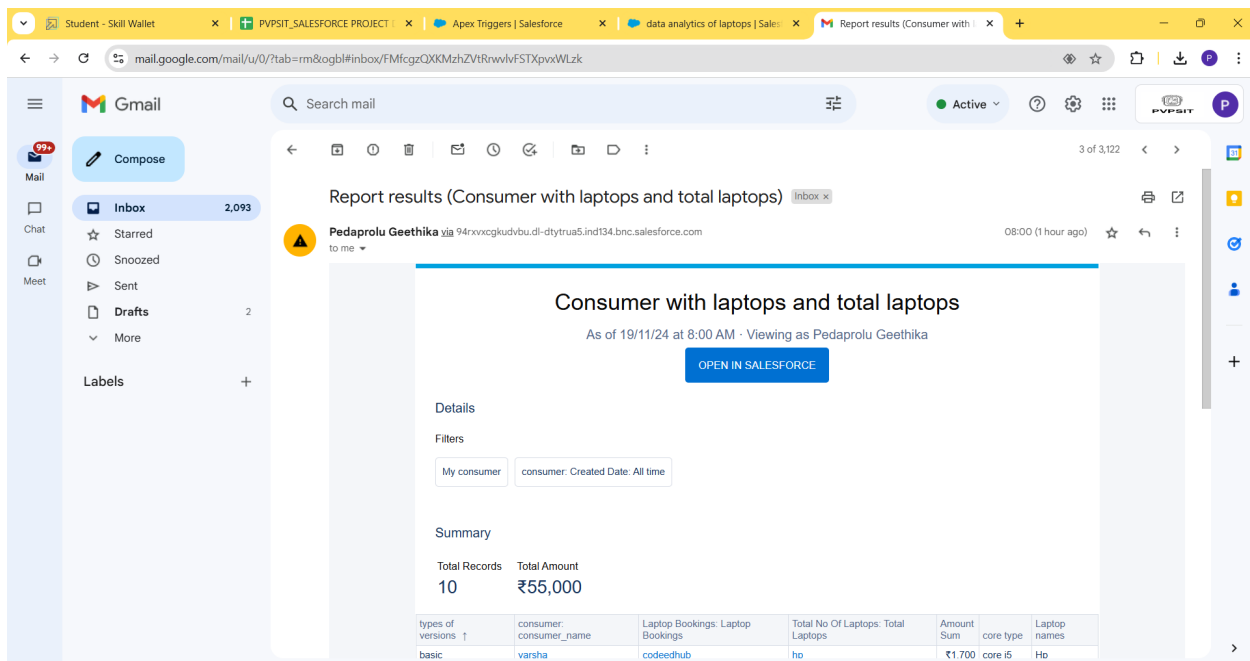 Student - Skill Wallet
PVPSIT_SALESFORCE PROJECT
Apex Triggers | Salesforce
data analytics of laptops | Sales
Report results (Consumer with
mail.google.com/mail/u/0/?tab=rm&ogbl#inbox/FMfcgzQXKMzhZVtRrwvlvFSTXpvxWLzk
P
Gmail
Search mail
Active
PVPSIT
P
99+
Mail
Compose
3 of 3,122
31
Inbox 2,093
Report results (Consumer with laptops and total laptops) Inbox x
Chat
Starred
Pedaprolu Geethika via 94rxvxcgkudvbu.dl-dtytrua5.ind134.bnc.salesforce.com 08:00 (1 hour ago)
to me
Snoozed
Meet
Sent
Drafts 2
More
Labels
Consumer with laptops and total laptops
As of 19/11/24 at 8:00 AM · Viewing as Pedaprolu Geethika
OPEN IN SALESFORCE
Details
Filters
My consumer consumer: Created Date: All time
Summary
Total Records Total Amount
10 ₹55,000
types of versions ↑ consumer: consumer_name Laptop Bookings: Laptop Bookings Total No Of Laptops: Total Laptops Amount Sum core type Laptop names
basic varsha codeedhub hp ₹1,700 core i5 Hp